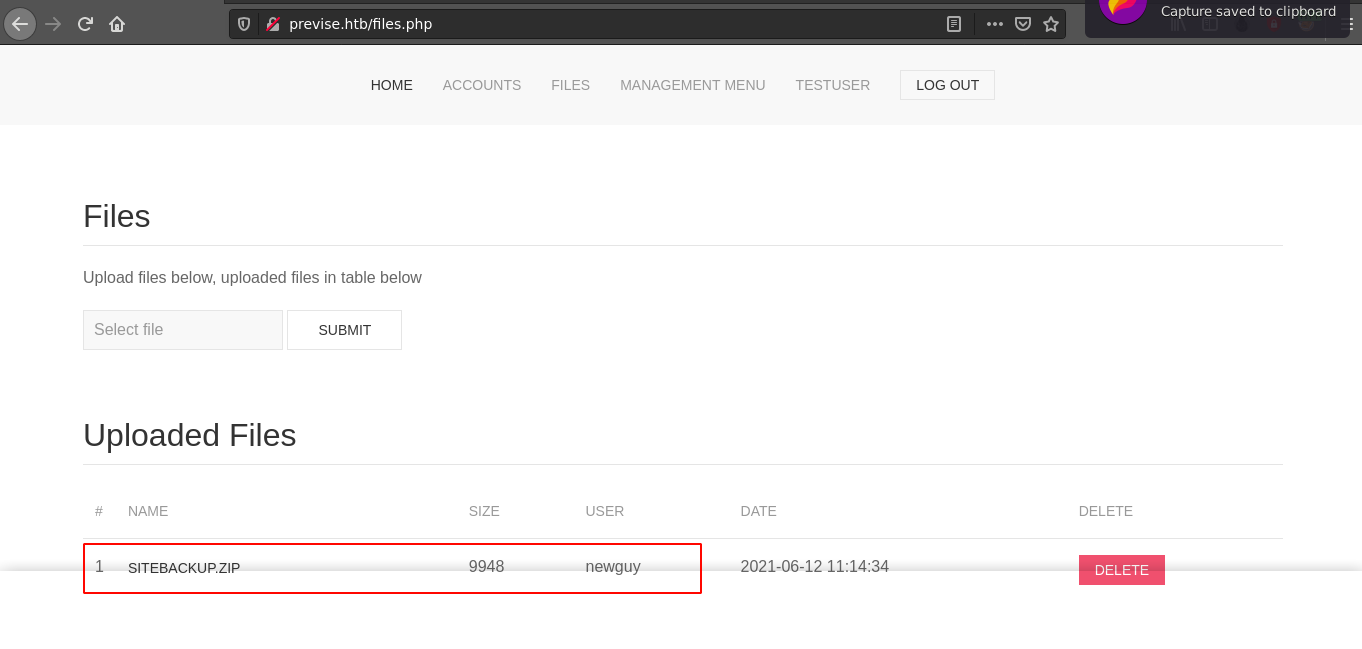 previse.htb/files.php
Capture saved to clipboard
HOME ACCOUNTS FILES MANAGEMENT MENU TESTUSER LOG OUT
Files
Upload files below, uploaded files in table below
Select file SUBMIT
Uploaded Files
# NAME SIZE USER DATE DELETE
1 SITEBACKUP.ZIP 9948 newguy 2021-06-12 11:14:34 DELETE